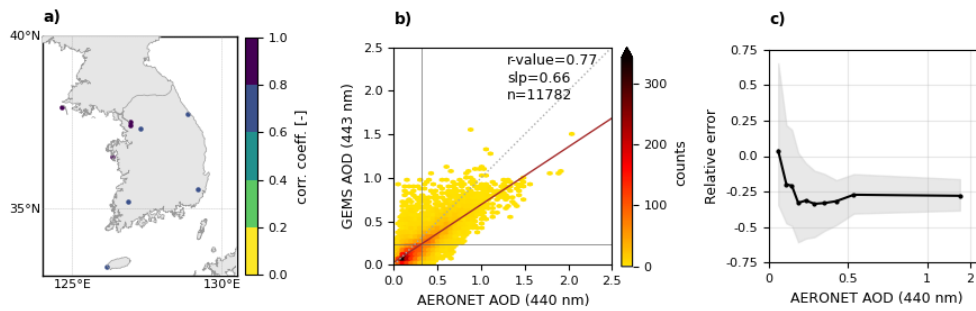 a)
40°N
35°N
125°E
130°E
1.0
0.8
0.6
0.4
0.2
0.0
corr. coeff. [-]
b)
2.5
2.0
1.5
1.0
0.5
0.0
GEMS AOD (443 nm)
r-value=0.77
slp=0.66
n=11782
0.0 0.5 1.0 1.5 2.0 2.5
AERONET AOD (440 nm)
300
200
100
0
counts
c)
0.75
0.50
0.25
0.0
-0.25
-0.5
-0.75
Relative error
0 0.5 1 2
AERONET AOD (440 nm)